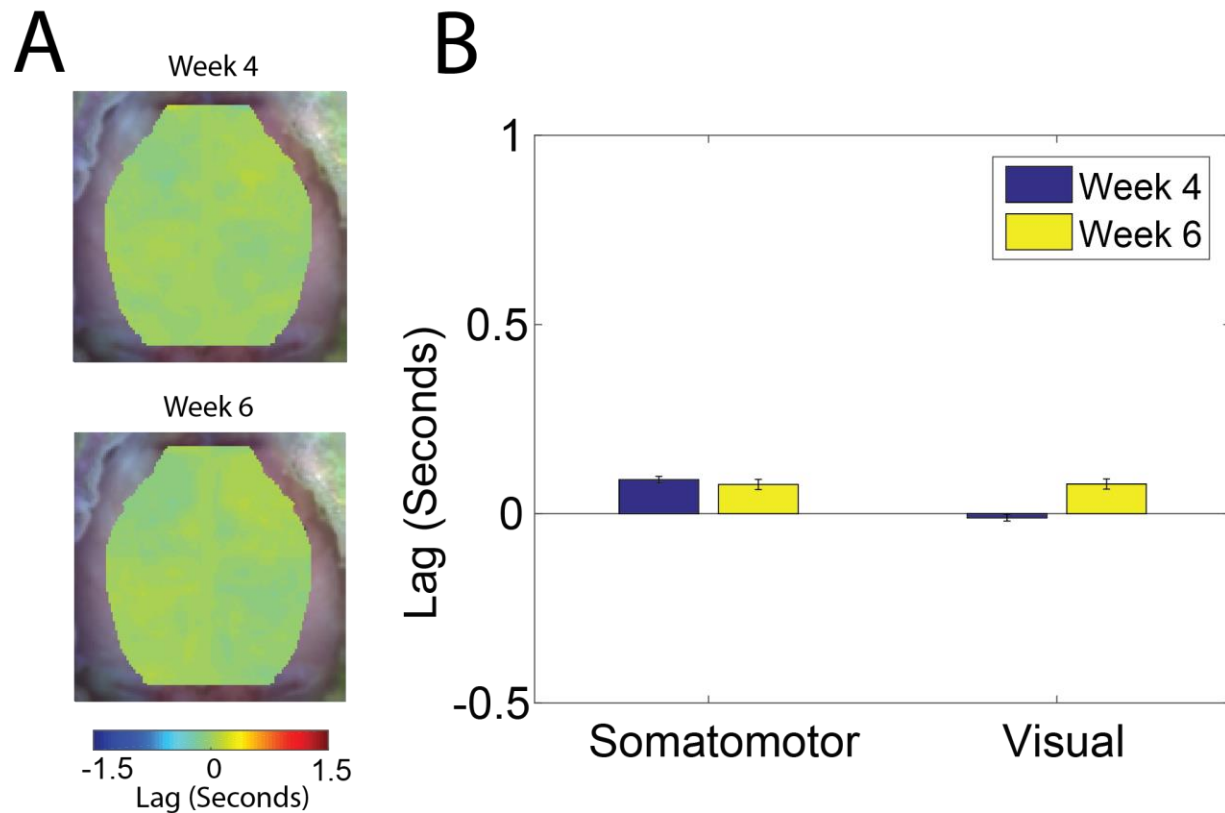 A
Week 4
Week 6
-1.5 0 1.5
Lag (Seconds)
B
1
0.5
0
-0.5
Lag (Seconds)
Week 4
Week 6
Somatomotor Visual